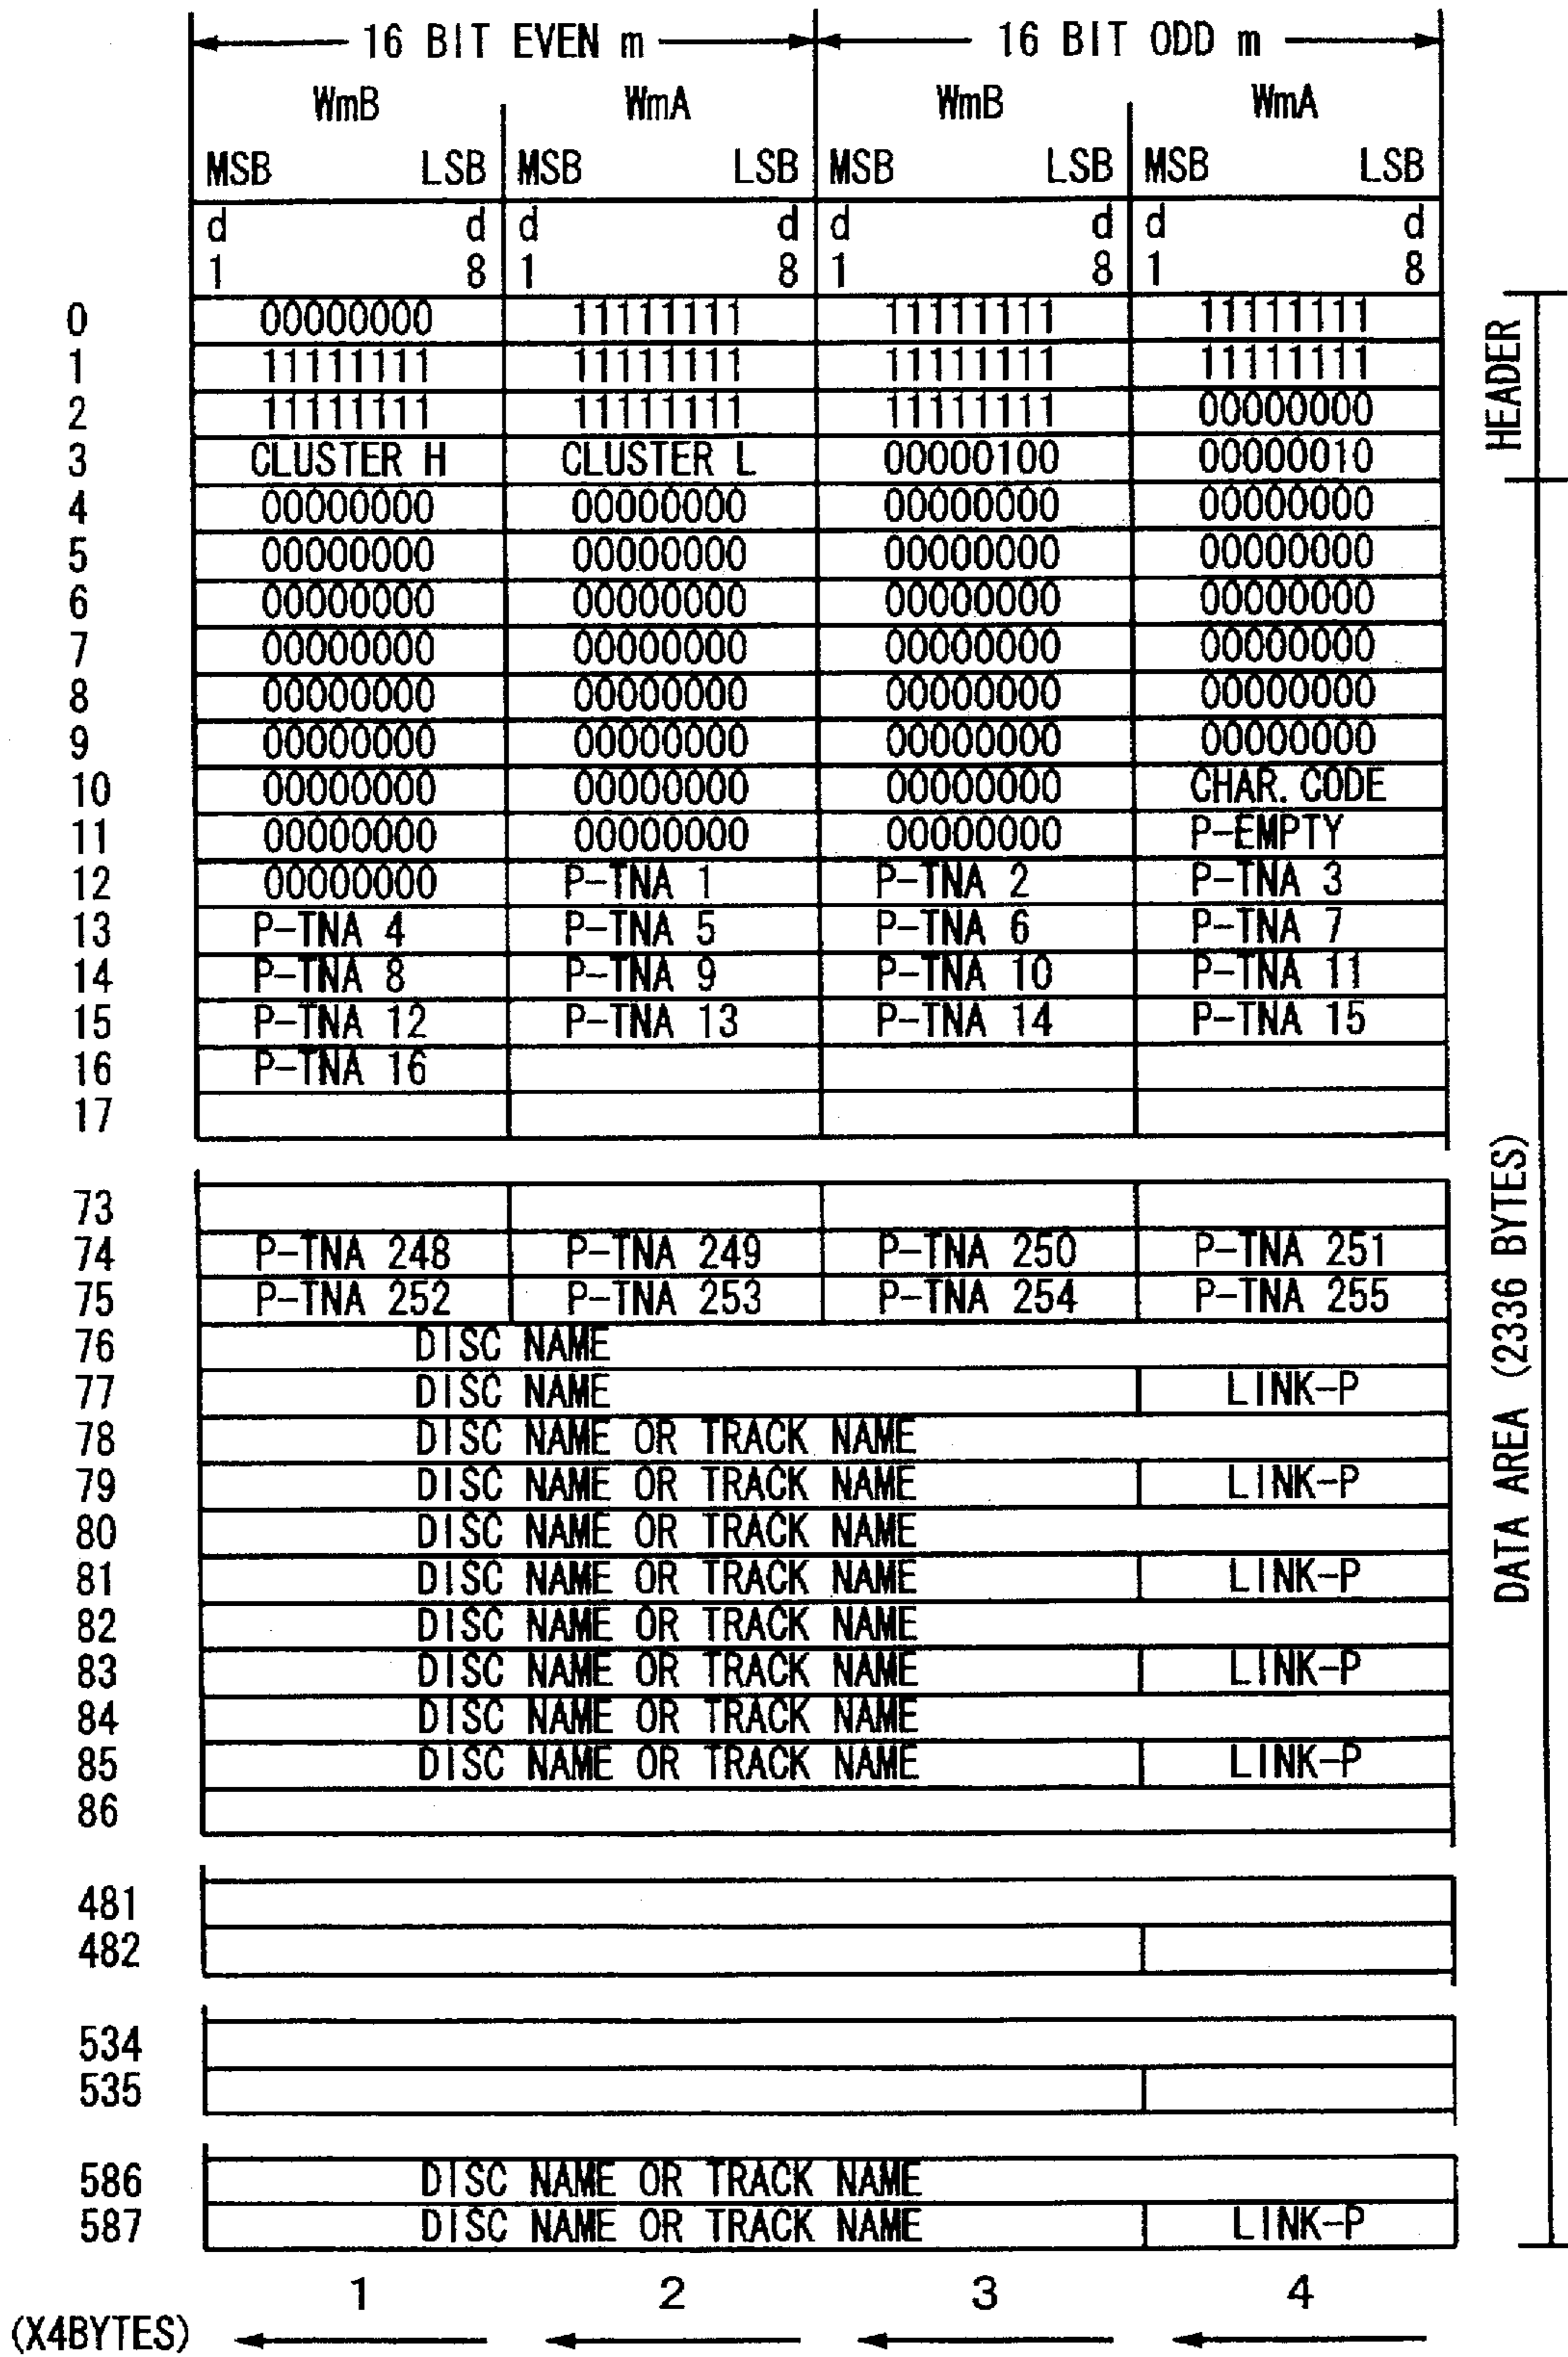 16 BIT EVEN m 16 BIT ODD m
WmB WmA WmB WmA
MSB LSB MSB LSB MSB LSB MSB LSB
d d d d d d d d
1 8 1 8 1 8 1 8
0 00000000 11111111 11111111 11111111
1 11111111 11111111 11111111 11111111
2 11111111 11111111 11111111 00000000
3 CLUSTER H CLUSTER L 00000100 00000010
4 00000000 00000000 00000000 00000000
5 00000000 00000000 00000000 00000000
6 00000000 00000000 00000000 00000000
7 00000000 00000000 00000000 00000000
8 00000000 00000000 00000000 00000000
9 00000000 00000000 00000000 00000000
10 00000000 00000000 00000000 CHAR. CODE
11 00000000 00000000 00000000 P-EMPTY
12 00000000 P-TNA 1 P-TNA 2 P-TNA 3
13 P-TNA 4 P-TNA 5 P-TNA 6 P-TNA 7
14 P-TNA 8 P-TNA 9 P-TNA 10 P-TNA 11
15 P-TNA 12 P-TNA 13 P-TNA 14 P-TNA 15
16 P-TNA 16
17
73
74 P-TNA 248 P-TNA 249 P-TNA 250 P-TNA 251
75 P-TNA 252 P-TNA 253 P-TNA 254 P-TNA 255
76 DISC NAME
77 DISC NAME LINK-P
78 DISC NAME OR TRACK NAME
79 DISC NAME OR TRACK NAME LINK-P
80 DISC NAME OR TRACK NAME
81 DISC NAME OR TRACK NAME LINK-P
82 DISC NAME OR TRACK NAME
83 DISC NAME OR TRACK NAME LINK-P
84 DISC NAME OR TRACK NAME
85 DISC NAME OR TRACK NAME LINK-P
86
481
482
534
535
586 DISC NAME OR TRACK NAME
587 DISC NAME OR TRACK NAME LINK-P
1 2 3 4
(X4BYTES)
HEADER
DATA AREA (2336 BYTES)